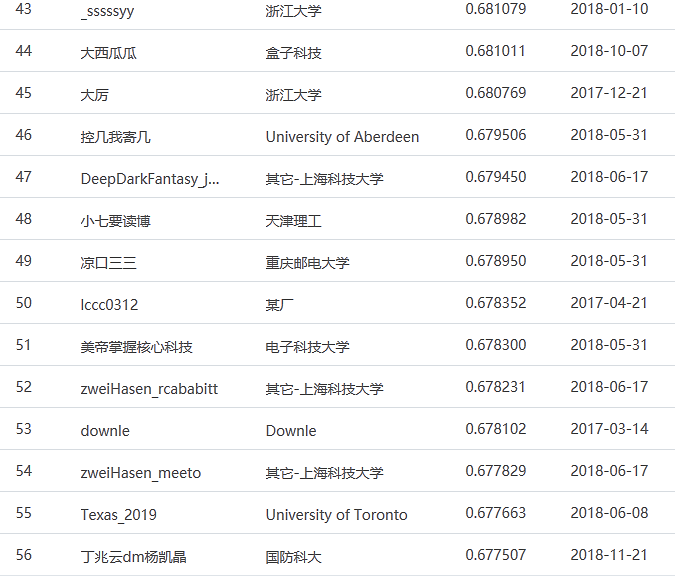 43 _sssssyy 浙江大学 0.681079 2018-01-10
44 大西瓜瓜 盒子科技 0.681011 2018-10-07
45 大厉 浙江大学 0.680769 2017-12-21
46 控几我寄几 University of Aberdeen 0.679506 2018-05-31
47 DeepDarkFantasy_j... 其它-上海科技大学 0.679450 2018-06-17
48 小七要读博 天津理工 0.678982 2018-05-31
49 凉口三三 重庆邮电大学 0.678950 2018-05-31
50 lccc0312 某厂 0.678352 2017-04-21
51 美帝掌握核心科技 电子科技大学 0.678300 2018-05-31
52 zweiHasen_rcababitt 其它-上海科技大学 0.678231 2018-06-17
53 downle Downle 0.678102 2017-03-14
54 zweiHasen_meeto 其它-上海科技大学 0.677829 2018-06-17
55 Texas_2019 University of Toronto 0.677663 2018-06-08
56 丁兆云dm杨凯晶 国防科大 0.677507 2018-11-21